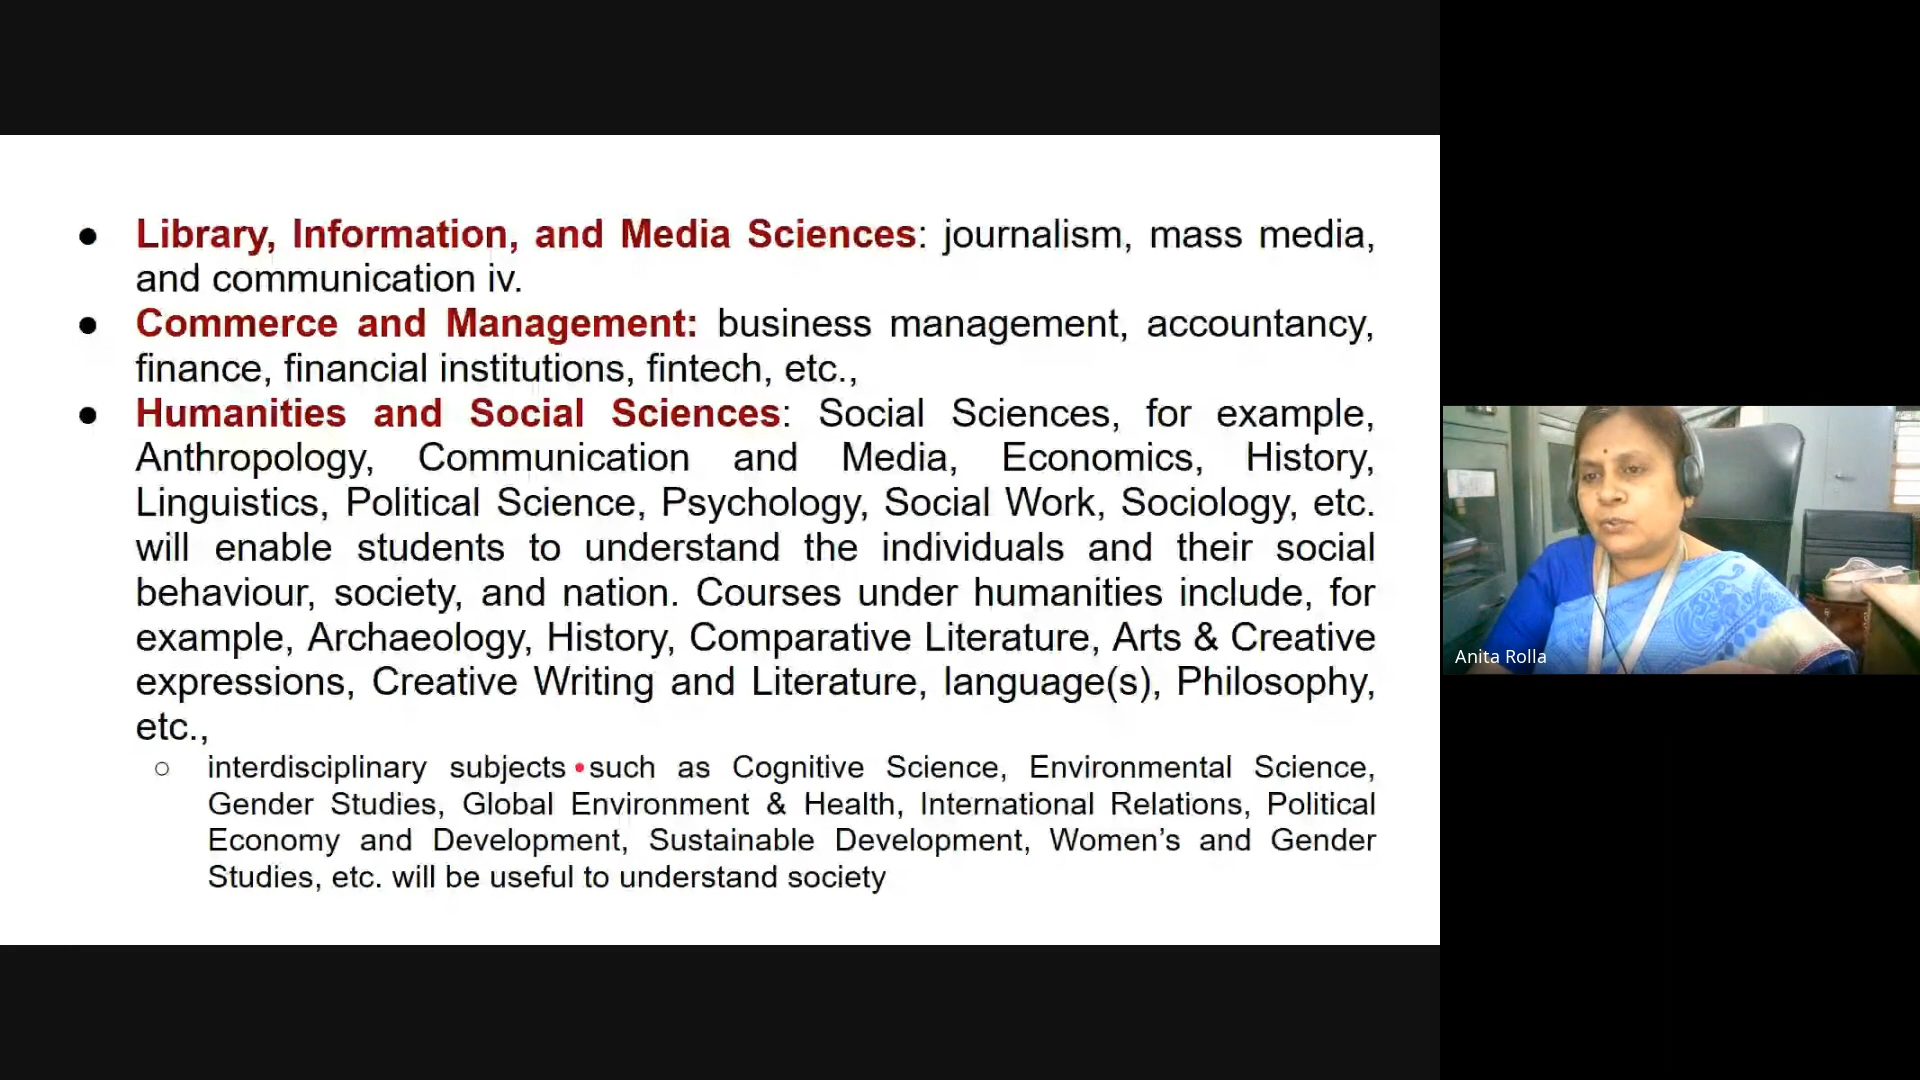 ● Library, Information, and Media Sciences: journalism, mass media,
and communication iv.
● Commerce and Management: business management, accountancy,
finance, financial institutions, fintech, etc.,
● Humanities and Social Sciences: Social Sciences, for example,
Anthropology, Communication and Media, Economics, History,
Linguistics, Political Science, Psychology, Social Work, Sociology, etc.
will enable students to understand the individuals and their social
behaviour, society, and nation. Courses under humanities include, for
example, Archaeology, History, Comparative Literature, Arts & Creative
expressions, Creative Writing and Literature, language(s), Philosophy,
etc.,
○ interdisciplinary subjects such as Cognitive Science, Environmental Science,
Gender Studies, Global Environment & Health, International Relations, Political
Economy and Development, Sustainable Development, Women’s and Gender
Studies, etc. will be useful to understand society
Anita Rolla